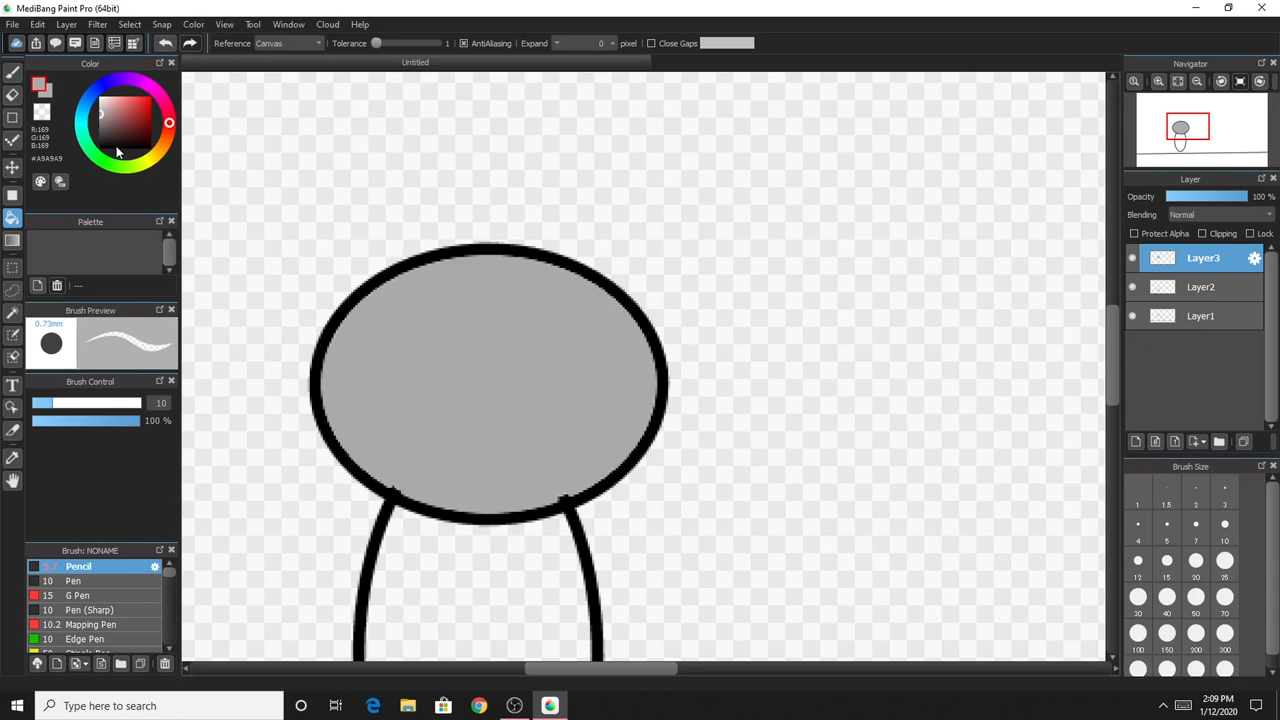 MediBang Paint Pro (64bit)
File Edit Layer Filter Select Snap Color View Tool Window Cloud Help
Reference Canvas Tolerance 1 AntiAliasing Expand 0 pixel Close Gaps
Untitled
Color
R:169
G:169
B:169
#A9A9A9
Palette
---
Brush Preview
0.73mm
Brush Control
10
100 %
Brush: NONAME
5.7 Pencil
10 Pen
15 G Pen
10 Pen (Sharp)
10.2 Mapping Pen
10 Edge Pen
Navigator
Layer
Opacity 100 %
Blending Normal
Protect Alpha Clipping Lock
Layer3
Layer2
Layer1
Brush Size
1 1.5 2 3
4 5 7 10
12 15 20 25
30 40 50 70
100 150 200 300
Type here to search
2:09 PM
1/12/2020